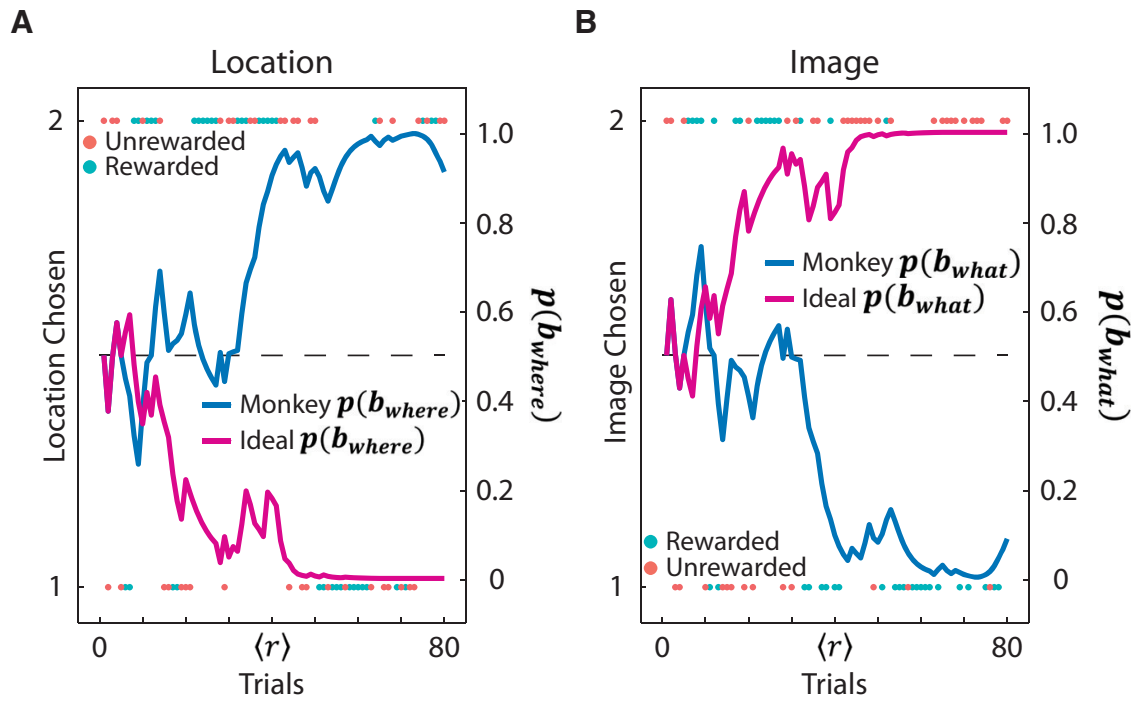 A
Location
2
Unrewarded
Rewarded
1.0
0.8
0.6
0.4
0.2
0
Location Chosen
p(b_where)
Monkey p(b_where)
Ideal p(b_where)
1
0
⟨r⟩
80
Trials
B
Image
2
1.0
0.8
0.6
0.4
0.2
0
Image Chosen
p(b_what)
Monkey p(b_what)
Ideal p(b_what)
Rewarded
Unrewarded
1
0
⟨r⟩
80
Trials